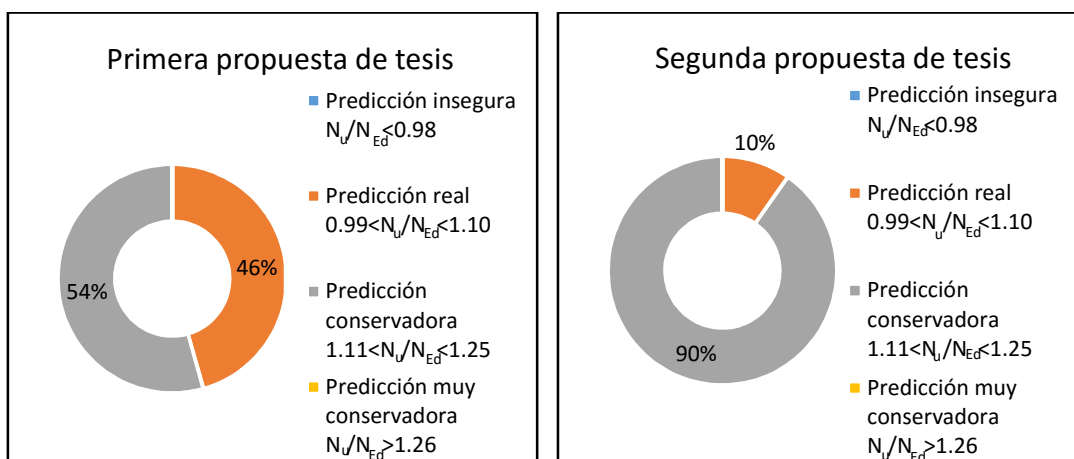 Primera propuesta de tesis
Predicción insegura
Nu/NEd<0.98
Predicción real
0.99<Nu/NEd<1.10
Predicción
conservadora
1.11<Nu/NEd<1.25
Predicción muy
conservadora
Nu/NEd>1.26
46%
54%
Segunda propuesta de tesis
Predicción insegura
Nu/NEd<0.98
10%
Predicción real
0.99<Nu/NEd<1.10
Predicción
conservadora
1.11<Nu/NEd<1.25
90%
Predicción muy
conservadora
Nu/NEd>1.26